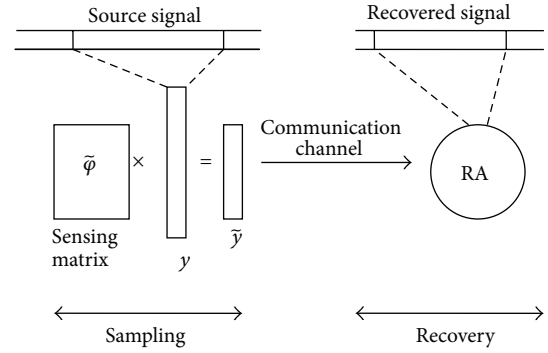 Source signal
Recovered signal
φ̃ × = ỹ
Communication
channel
RA
Sensing
matrix
y
Sampling
Recovery